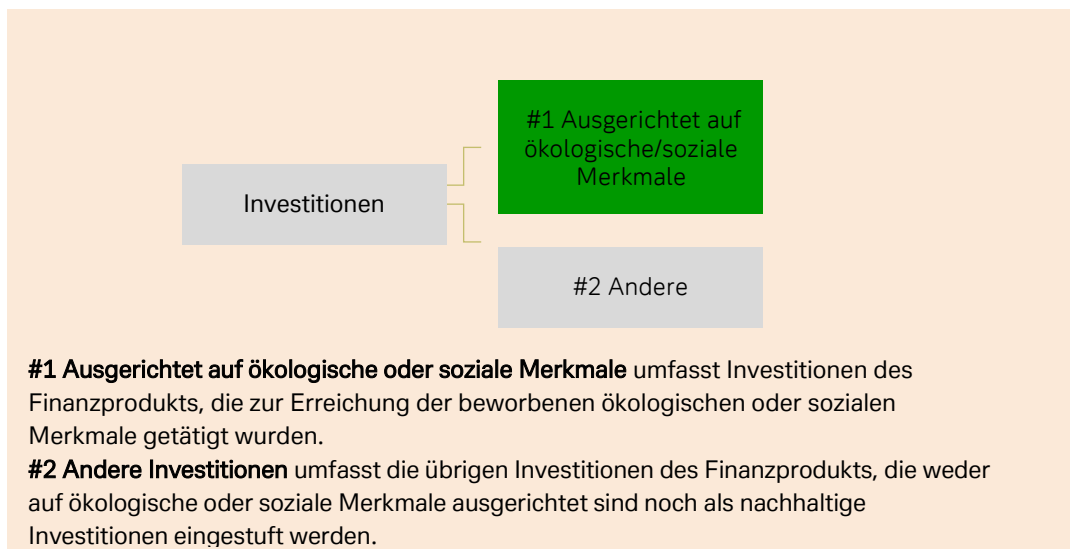 #1 Ausgerichtet auf
ökologische/soziale
Merkmale
Investitionen
#2 Andere
#1 Ausgerichtet auf ökologische oder soziale Merkmale umfasst Investitionen des
Finanzprodukts, die zur Erreichung der beworbenen ökologischen oder sozialen
Merkmale getätigt wurden.
#2 Andere Investitionen umfasst die übrigen Investitionen des Finanzprodukts, die weder
auf ökologische oder soziale Merkmale ausgerichtet sind noch als nachhaltige
Investitionen eingestuft werden.